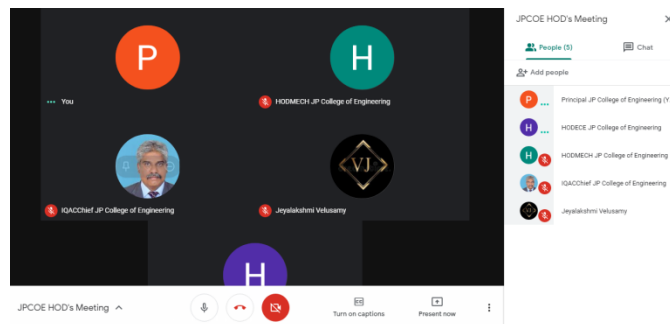 JPCOE HOD's Meeting
People (5)
Chat
Add people
P
Principal JP College of Engineering (Y
H
HODECE JP College of Engineering
H
HODMECH JP College of Engineering
IQACChief JP College of Engineering
Jeyalakshmi Velusamy
P
You
H
HODMECH JP College of Engineering
IQACChief JP College of Engineering
VJ
Jeyalakshmi Velusamy
H
JPCOE HOD's Meeting
CC
Turn on captions
Present now